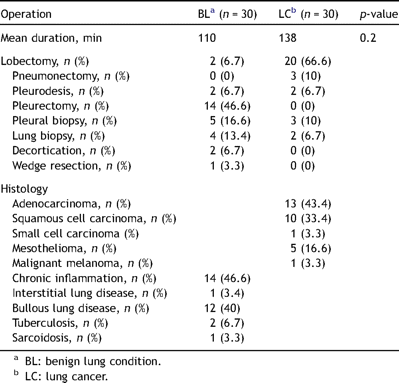 Operation BLa (n = 30) LCb (n = 30) p-value
Mean duration, min 110 138 0.2
Lobectomy, n (%) 2 (6.7) 20 (66.6)
Pneumonectomy, n (%) 0 (0) 3 (10)
Pleurodesis, n (%) 2 (6.7) 2 (6.7)
Pleurectomy, n (%) 14 (46.6) 0 (0)
Pleural biopsy, n (%) 5 (16.6) 3 (10)
Lung biopsy, n (%) 4 (13.4) 2 (6.7)
Decortication, n (%) 2 (6.7) 0 (0)
Wedge resection, n (%) 1 (3.3) 0 (0)
Histology
Adenocarcinoma, n (%) 13 (43.4)
Squamous cell carcinoma, n (%) 10 (33.4)
Small cell carcinoma (%) 1 (3.3)
Mesothelioma, n (%) 5 (16.6)
Malignant melanoma, n (%) 1 (3.3)
Chronic inflammation, n (%) 14 (46.6)
Interstitial lung disease, n (%) 1 (3.4)
Bullous lung disease, n (%) 12 (40)
Tuberculosis, n (%) 2 (6.7)
Sarcoidosis, n (%) 1 (3.3)
a BL: benign lung condition.
b LC: lung cancer.